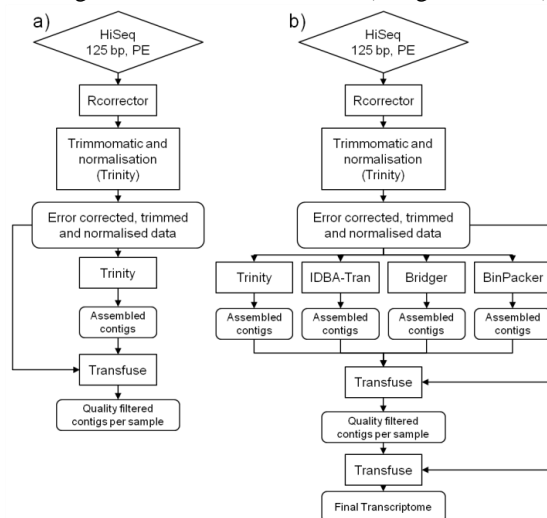 a)
HiSeq
125 bp, PE
Rcorrector
Trimmomatic and
normalisation
(Trinity)
Error corrected, trimmed
and normalised data
Trinity
Assembled
contigs
Transfuse
Quality filtered
contigs per sample
b)
HiSeq
125 bp, PE
Rcorrector
Trimmomatic and
normalisation
(Trinity)
Error corrected, trimmed
and normalised data
Trinity
IDBA-Tran
Bridger
BinPacker
Assembled
contigs
Assembled
contigs
Assembled
contigs
Assembled
contigs
Transfuse
Quality filtered
contigs per sample
Transfuse
Final Transcriptome